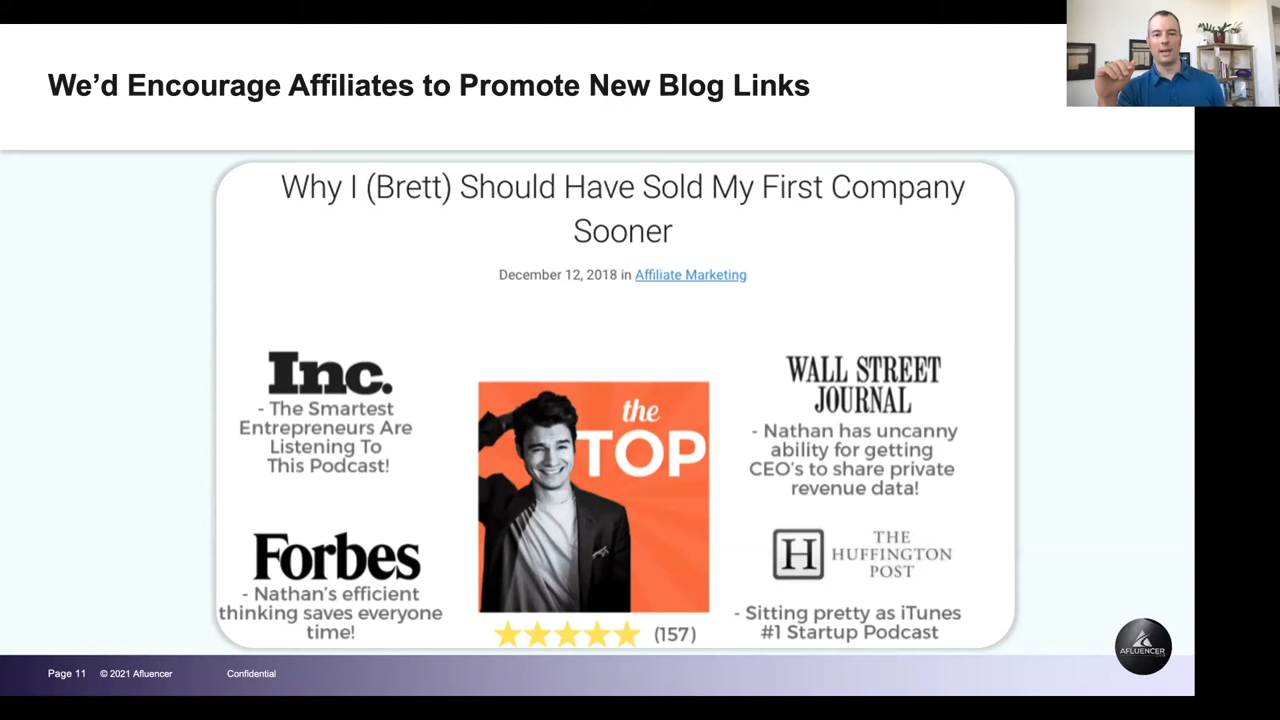 We’d Encourage Affiliates to Promote New Blog Links
Why I (Brett) Should Have Sold My First Company
Sooner
December 12, 2018 in Affiliate Marketing
Inc.
- The Smartest
Entrepreneurs Are
Listening To
This Podcast!
Forbes
- Nathan’s efficient
thinking saves everyone
time!
the
TOP
(157)
WALL STREET
JOURNAL
- Nathan has uncanny
ability for getting
CEO’s to share private
revenue data!
H
THE
HUFFINGTON
POST
- Sitting pretty as iTunes
#1 Startup Podcast
AFLUENCER
Page 11 © 2021 Afluencer Confidential